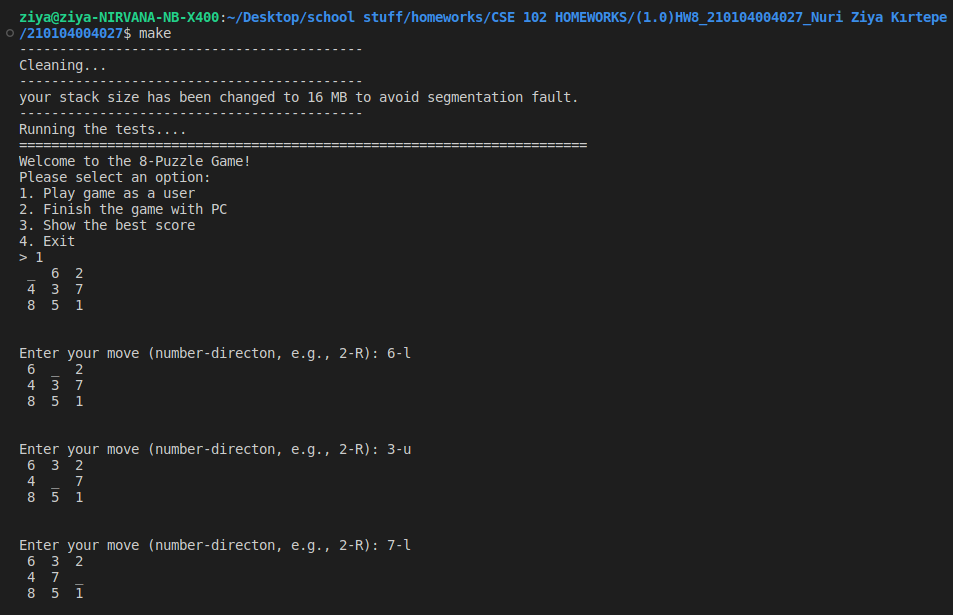 ziya@ziya-NIRVANA-NB-X400:~/Desktop/school stuff/homeworks/CSE 102 HOMEWORKS/(1.0)HW8_210104004027_Nuri Ziya Kırtepe
/210104004027$ make
-------------------------------------------
Cleaning...
-------------------------------------------
your stack size has been changed to 16 MB to avoid segmentation fault.
-------------------------------------------
Running the tests....
=======================================================================
Welcome to the 8-Puzzle Game!
Please select an option:
1. Play game as a user
2. Finish the game with PC
3. Show the best score
4. Exit
> 1
 _  6  2
 4  3  7
 8  5  1
Enter your move (number-directon, e.g., 2-R): 6-l
 6  _  2
 4  3  7
 8  5  1
Enter your move (number-directon, e.g., 2-R): 3-u
 6  3  2
 4  _  7
 8  5  1
Enter your move (number-directon, e.g., 2-R): 7-l
 6  3  2
 4  7  _
 8  5  1